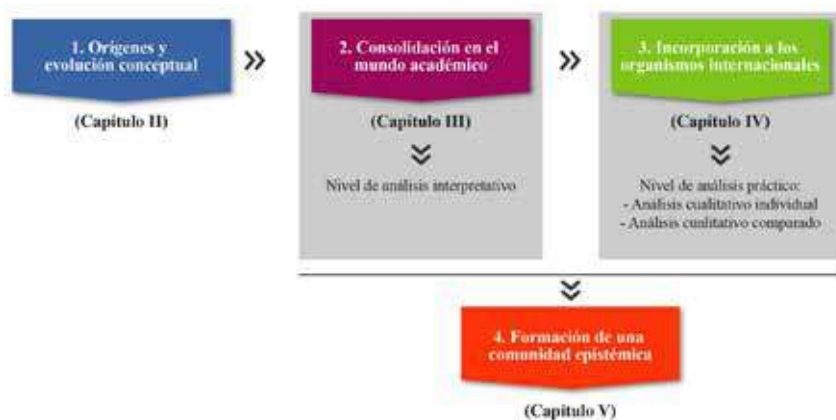 1. Orígenes y
evolución conceptual
»
(Capítulo II)
2. Consolidación en el
mundo académico
»
(Capítulo III)
Nivel de análisis interpretativo
3. Incorporación a los
organismos internacionales
(Capítulo IV)
Nivel de análisis práctico:
- Análisis cualitativo individual
- Análisis cualitativo comparado
4. Formación de una
comunidad epistémica
(Capítulo V)